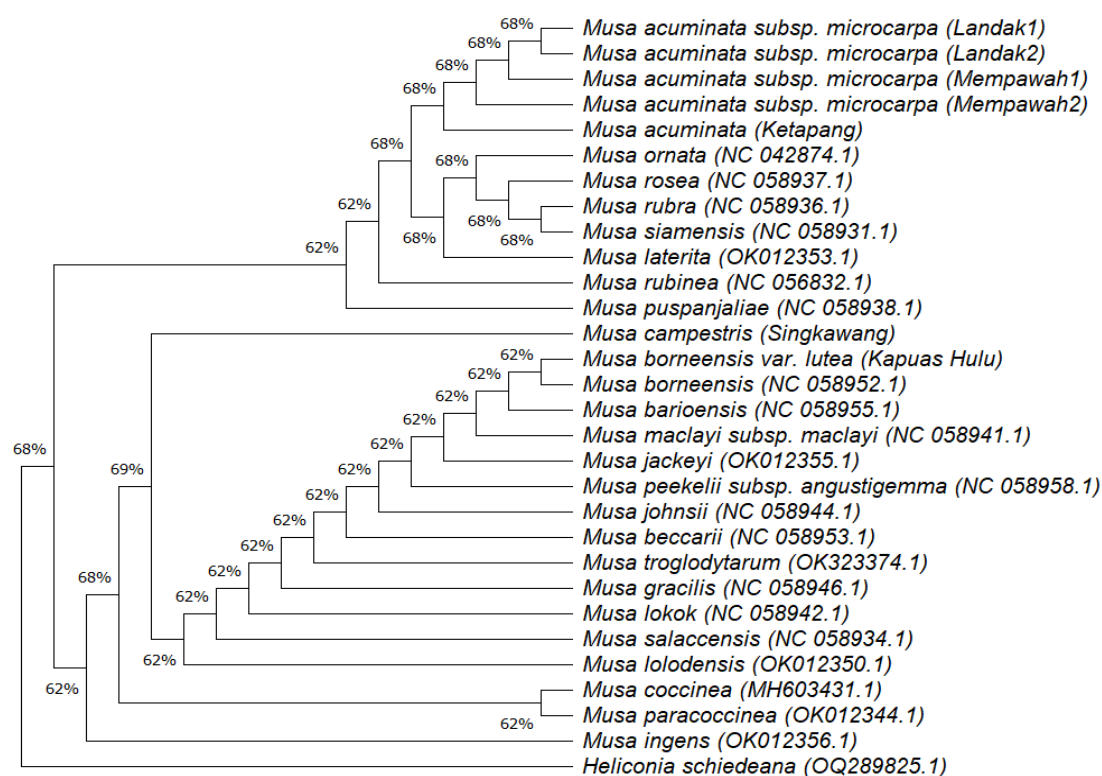 68%
Musa acuminata subsp. microcarpa (Landak1)
68%
Musa acuminata subsp. microcarpa (Landak2)
68%
Musa acuminata subsp. microcarpa (Mempawah1)
68%
Musa acuminata subsp. microcarpa (Mempawah2)
68%
Musa acuminata (Ketapang)
68%
Musa ornata (NC 042874.1)
68%
Musa rosea (NC 058937.1)
62%
Musa rubra (NC 058936.1)
68%
Musa siamensis (NC 058931.1)
68%
68%
62%
Musa laterita (OK012353.1)
Musa rubinea (NC 056832.1)
Musa puspanjaliae (NC 058938.1)
Musa campestris (Singkawang)
62%
Musa borneensis var. lutea (Kapuas Hulu)
62%
Musa borneensis (NC 058952.1)
62%
Musa barioensis (NC 058955.1)
62%
Musa maclayi subsp. maclayi (NC 058941.1)
68%
62%
Musa jackeyi (OK012355.1)
69%
62%
Musa peekelii subsp. angustigemma (NC 058958.1)
62%
Musa johnsii (NC 058944.1)
62%
Musa beccarii (NC 058953.1)
62%
Musa troglodytarum (OK323374.1)
68%
62%
Musa gracilis (NC 058946.1)
62%
Musa lokok (NC 058942.1)
Musa salaccensis (NC 058934.1)
62%
Musa lolodensis (OK012350.1)
62%
Musa coccinea (MH603431.1)
62%
Musa paracoccinea (OK012344.1)
Musa ingens (OK012356.1)
Heliconia schiedeana (OQ289825.1)